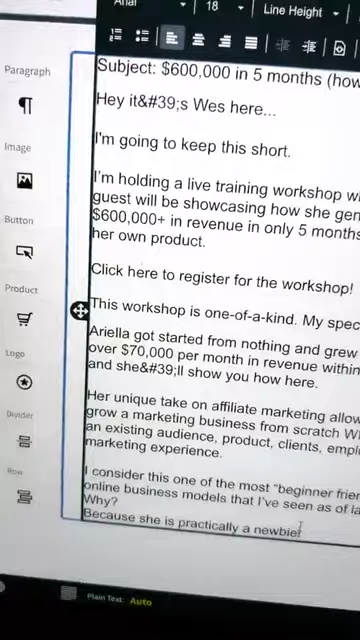 Arial
18
Line Height
Paragraph
Subject: $600,000 in 5 months (how
Hey it&#39;s Wes here...
Image
I'm going to keep this short.
I'm holding a live training workshop
guest will be showcasing how she gen
$600,000+ in revenue in only 5 months
her own product.
Button
Click here to register for the workshop!
Product
This workshop is one-of-a-kind. My spec
Ariella got started from nothing and grew
over $70,000 per month in revenue within
and she&#39;ll show you how here.
Logo
Her unique take on affiliate marketing allow
grow a marketing business from scratch
an existing audience, product, clients, empl
marketing experience.
Divider
Row
I consider this one of the most "beginner frien
online business models that I've seen as of la
Why?
Because she is practically a newbie!
Plain Text: Auto